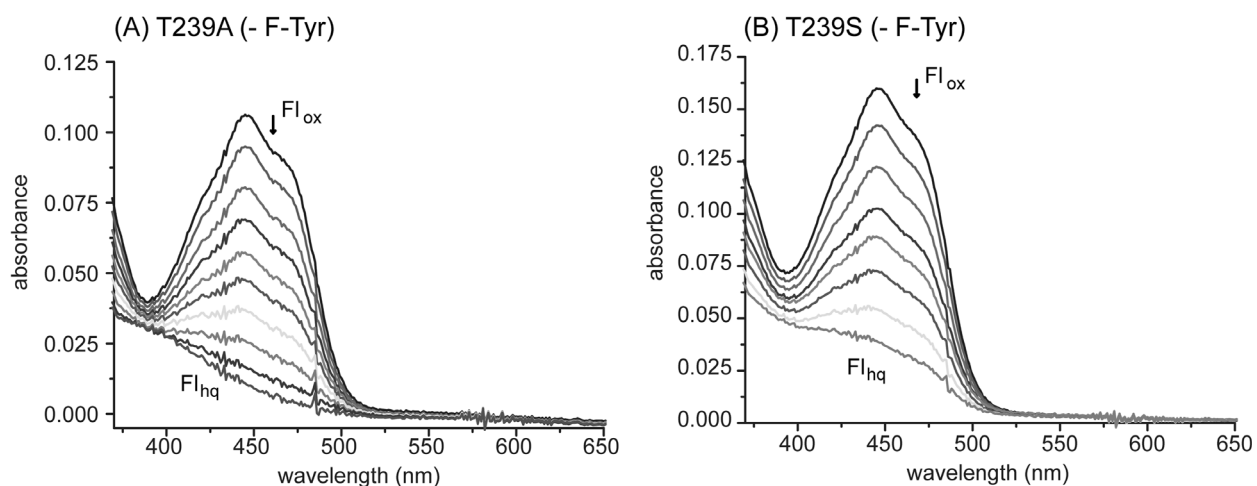 (A) T239A (- F-Tyr)
0.125
0.100
0.075
0.050
0.025
0.000
absorbance
Fl ox
Fl hq
400
450
500
550
600
650
wavelength (nm)
(B) T239S (- F-Tyr)
0.175
0.150
0.125
0.100
0.075
0.050
0.025
0.000
absorbance
Fl ox
Fl hq
400
450
500
550
600
650
wavelength (nm)